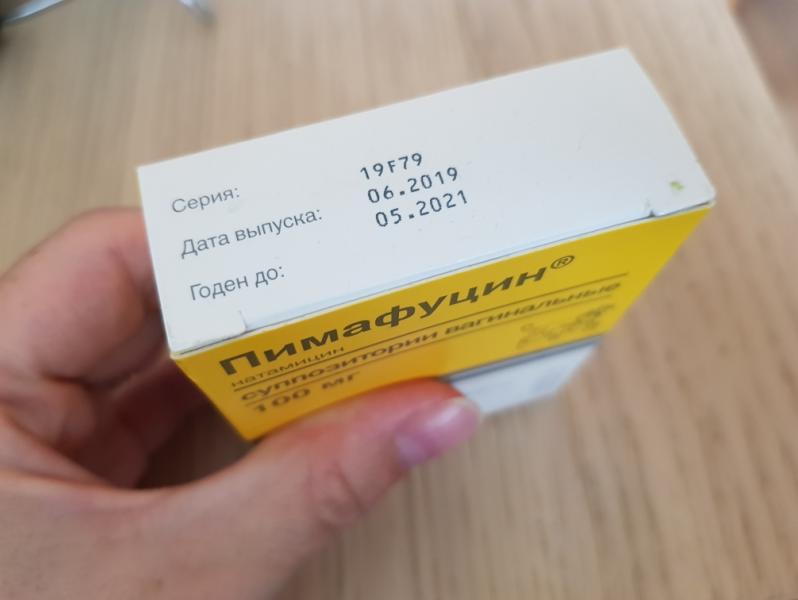 Серия: 19F79
Дата выпуска: 06.2019
Годен до: 05.2021
Пимафуцин®
натамицин
суппозитории вагинальные
100 мг